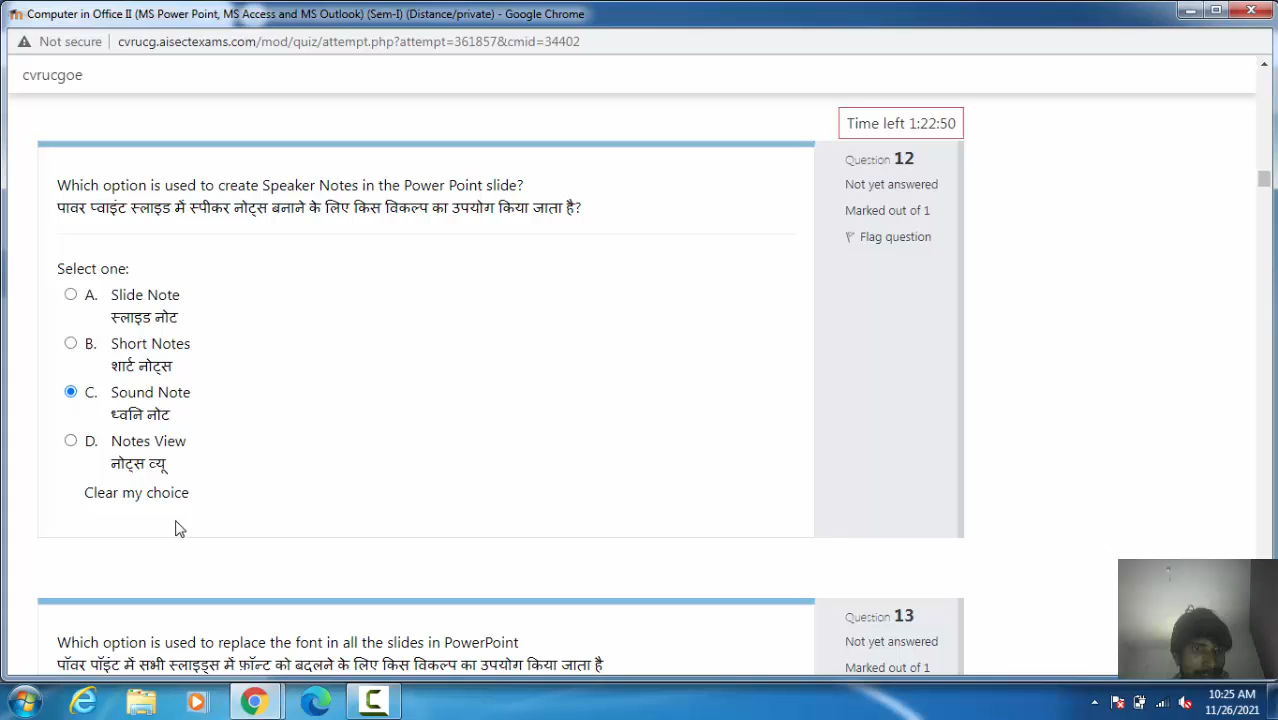 Computer in Office II (MS Power Point, MS Access and MS Outlook) (Sem-I) (Distance/private) - Google Chrome
Not secure | cvrucg.aisectexams.com/mod/quiz/attempt.php?attempt=361857&cmid=34402
cvrucgoe
Time left 1:22:50
Question 12
Not yet answered
Marked out of 1
Flag question
Which option is used to create Speaker Notes in the Power Point slide?
पावर प्वाइंट स्लाइड में स्पीकर नोट्स बनाने के लिए किस विकल्प का उपयोग किया जाता है?
Select one:
A. Slide Note
स्लाइड नोट
B. Short Notes
शार्ट नोट्स
C. Sound Note
ध्वनि नोट
D. Notes View
नोट्स व्यू
Clear my choice
Question 13
Not yet answered
Marked out of 1
Which option is used to replace the font in all the slides in PowerPoint
पॉवर पॉइंट में सभी स्लाइड्स में फ़ॉन्ट को बदलने के लिए किस विकल्प का उपयोग किया जाता है
10:25 AM
11/26/2021